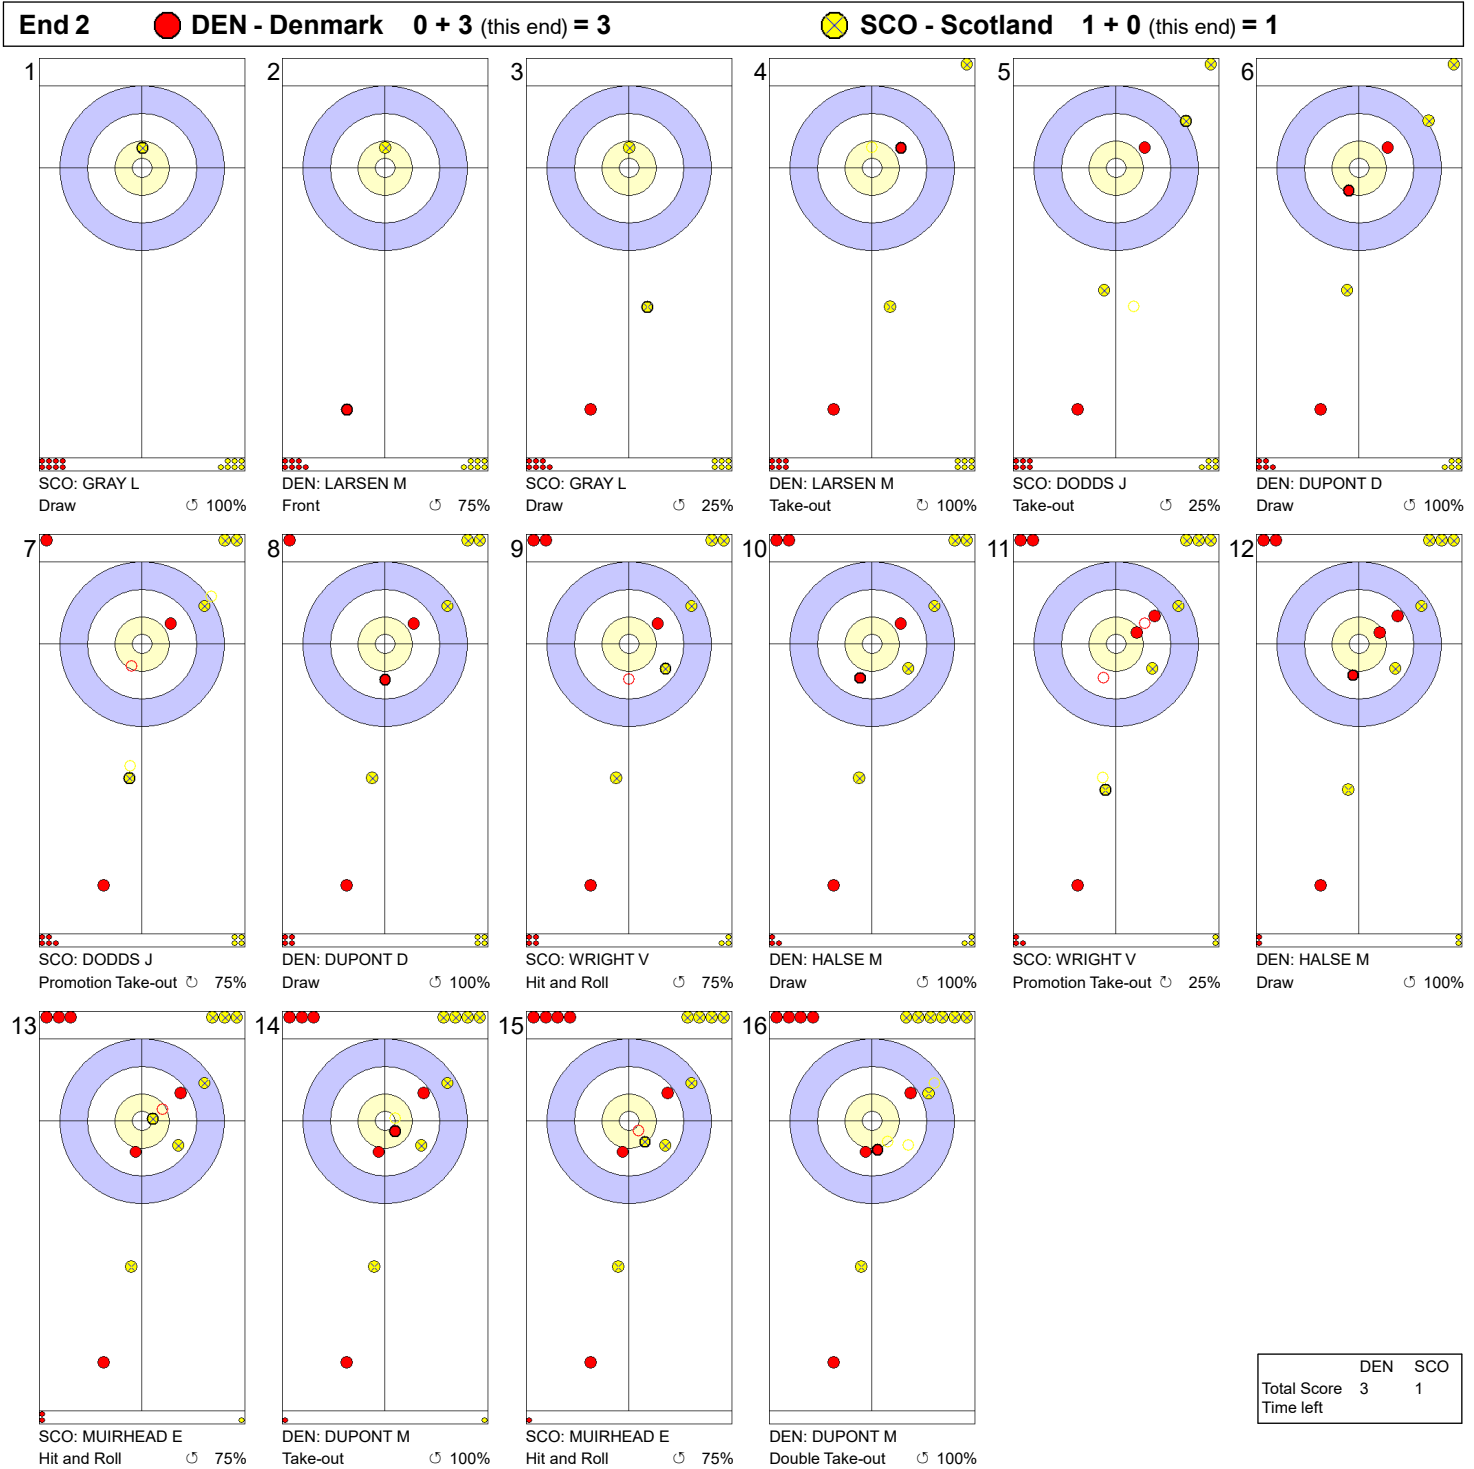 End 2 DEN - Denmark 0 + 3 (this end) = 3 SCO - Scotland 1 + 0 (this end) = 1
1 2 3 4 5 6
SCO: GRAY L DEN: LARSEN M SCO: GRAY L DEN: LARSEN M SCO: DODDS J DEN: DUPONT D
Draw ↺ 100% Front ↺ 75% Draw ↺ 25% Take-out ↻ 100% Take-out ↺ 25% Draw ↺ 100%
7 8 9 10 11 12
SCO: DODDS J DEN: DUPONT D SCO: WRIGHT V DEN: HALSE M SCO: WRIGHT V DEN: HALSE M
Promotion Take-out ↻ 75% Draw ↺ 100% Hit and Roll ↺ 75% Draw ↺ 100% Promotion Take-out ↻ 25% Draw ↺ 100%
13 14 15 16
DEN SCO
Total Score 3 1
Time left
SCO: MUIRHEAD E DEN: DUPONT M SCO: MUIRHEAD E DEN: DUPONT M
Hit and Roll ↺ 75% Take-out ↺ 100% Hit and Roll ↺ 75% Double Take-out ↺ 100%